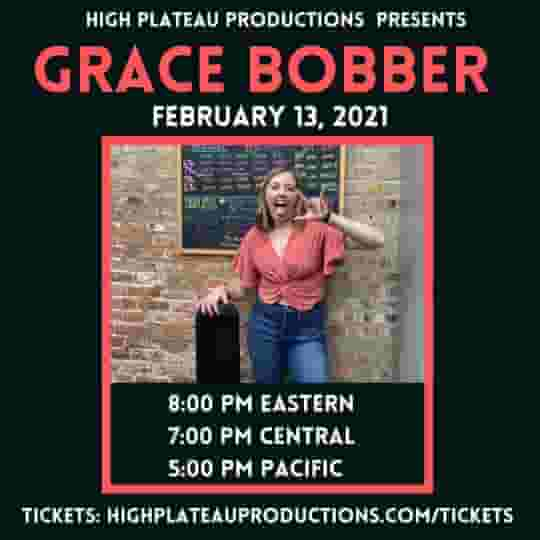 HIGH PLATEAU PRODUCTIONS PRESENTS
GRACE BOBBER
FEBRUARY 13, 2021
8:00 PM EASTERN
7:00 PM CENTRAL
5:00 PM PACIFIC
TICKETS: HIGHPLATEAUPRODUCTIONS.COM/TICKETS